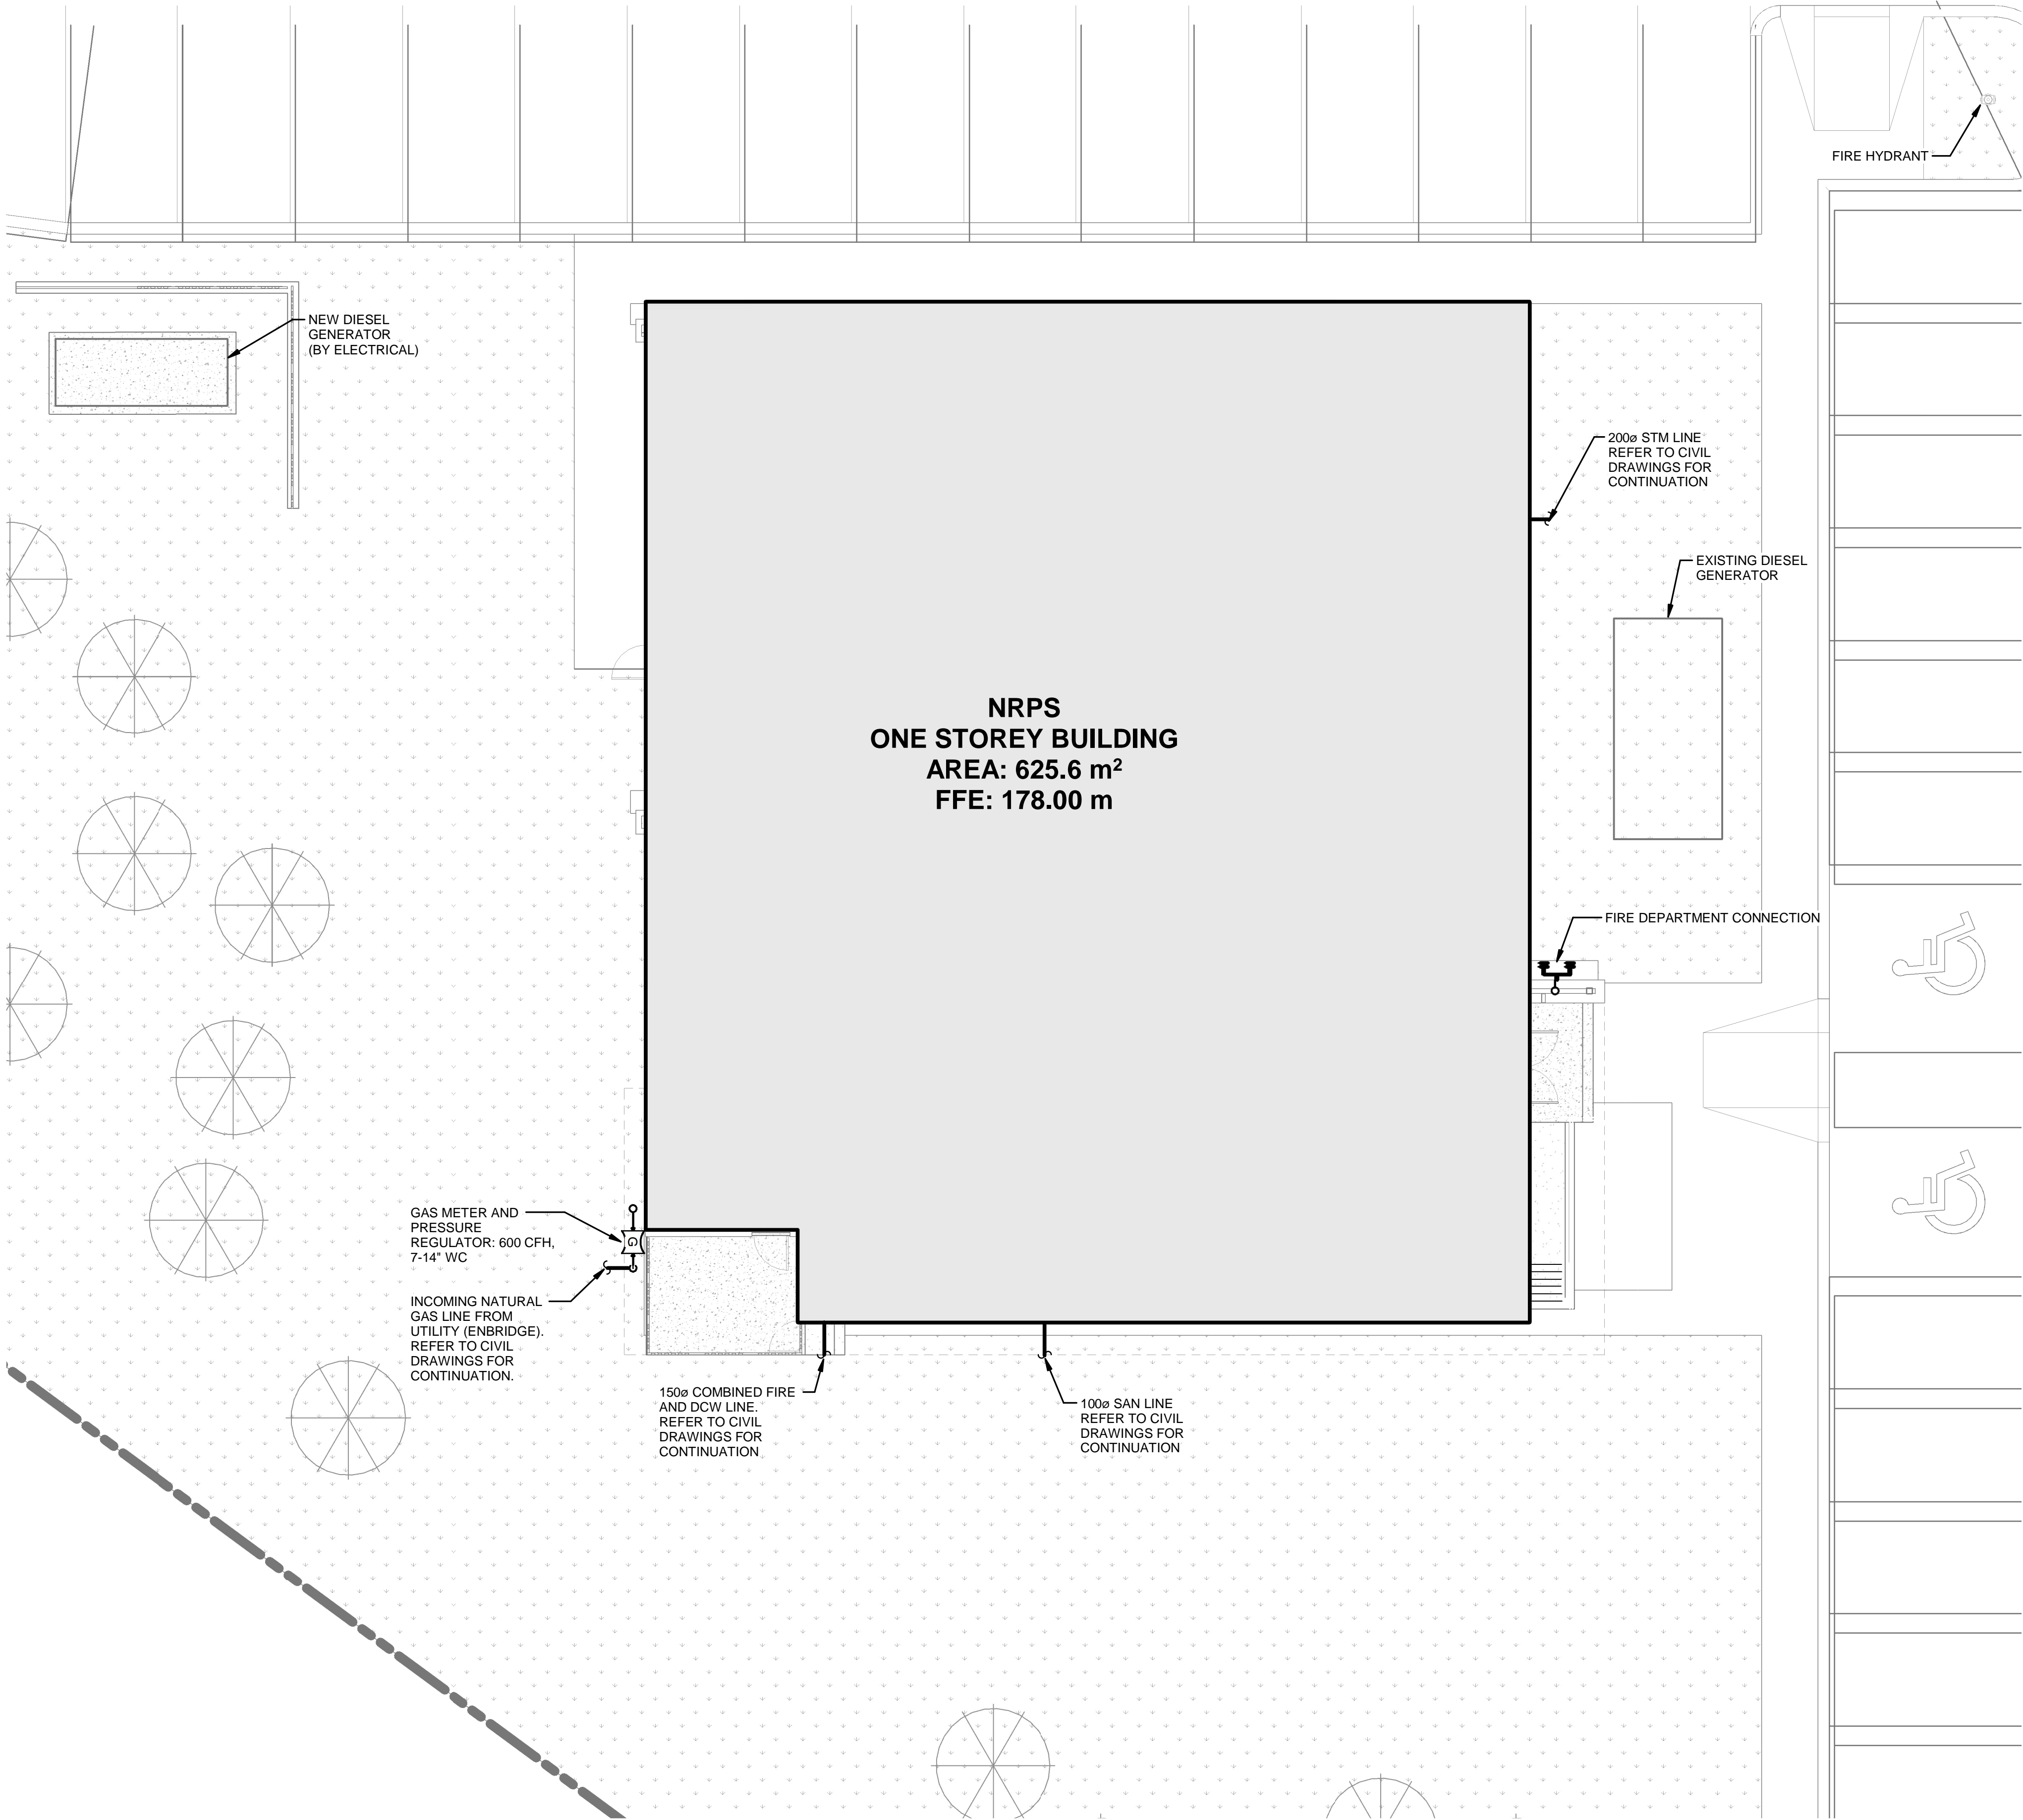 FIRE HYDRANT
NEW DIESEL
GENERATOR
(BY ELECTRICAL)
200ø STM LINE
REFER TO CIVIL
DRAWINGS FOR
CONTINUATION
EXISTING DIESEL
GENERATOR
NRPS
ONE STOREY BUILDING
AREA: 625.6 m²
FFE: 178.00 m
FIRE DEPARTMENT CONNECTION
GAS METER AND
PRESSURE
REGULATOR: 600 CFH,
7-14" WC
G
INCOMING NATURAL
GAS LINE FROM
UTILITY (ENBRIDGE).
REFER TO CIVIL
DRAWINGS FOR
CONTINUATION.
150ø COMBINED FIRE
AND DCW LINE.
REFER TO CIVIL
DRAWINGS FOR
CONTINUATION
100ø SAN LINE
REFER TO CIVIL
DRAWINGS FOR
CONTINUATION